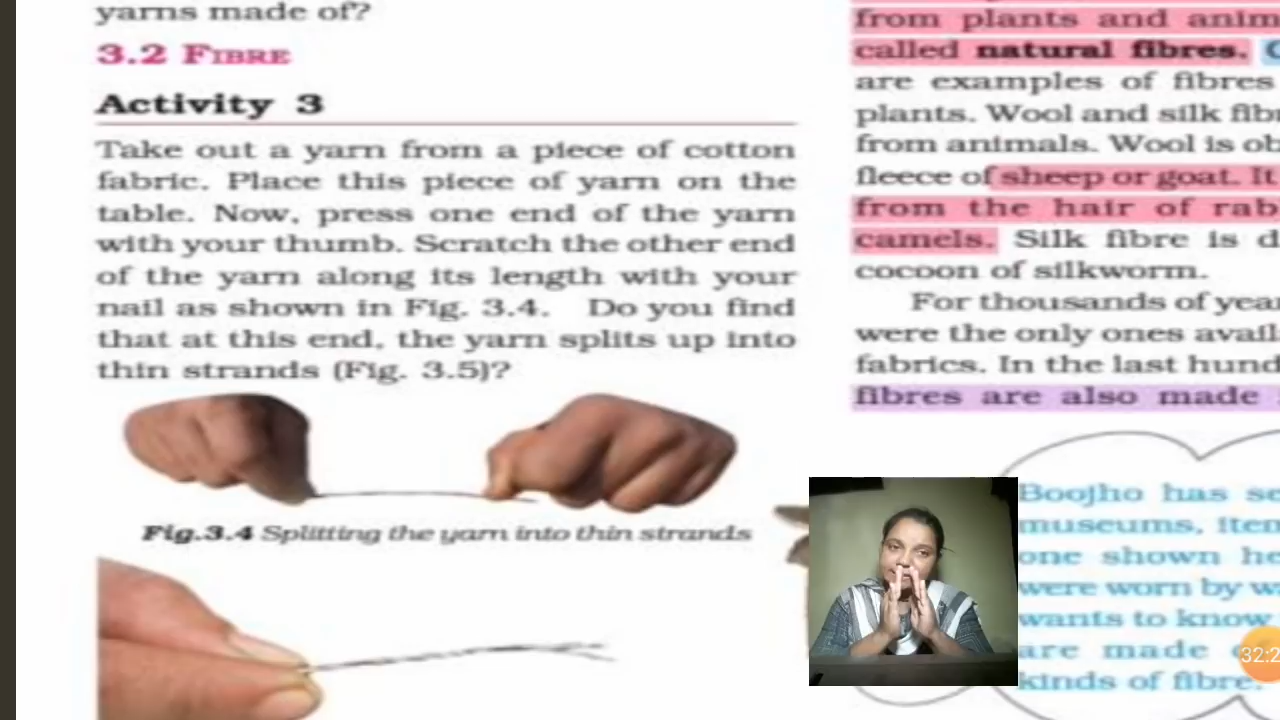 yarns made of?
3.2 FIBRE
Activity 3
Take out a yarn from a piece of cotton
fabric. Place this piece of yarn on the
table. Now, press one end of the yarn
with your thumb. Scratch the other end
of the yarn along its length with your
nail as shown in Fig. 3.4. Do you find
that at this end, the yarn splits up into
thin strands (Fig. 3.5)?
Fig.3.4 Splitting the yarn into thin strands
from plants and anim
called natural fibres.
are examples of fibres
plants. Wool and silk fibr
from animals. Wool is ob
fleece of sheep or goat. It
from the hair of rab
camels. Silk fibre is d
cocoon of silkworm.
For thousands of year
were the only ones avail
fabrics. In the last hund
fibres are also made
Boojho has se
museums, item
one shown he
were worn by wa
wants to know
are made
kinds of fibre.
32:2